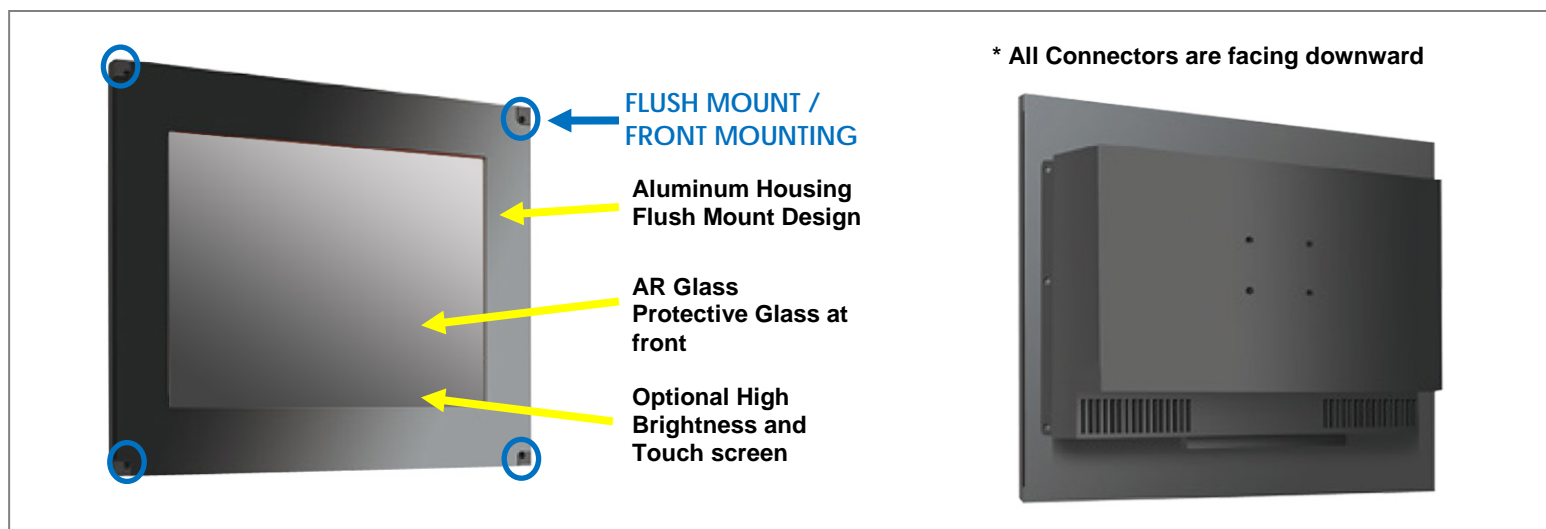 * All Connectors are facing downward
FLUSH MOUNT /
FRONT MOUNTING
Aluminum Housing
Flush Mount Design
AR Glass
Protective Glass at
front
Optional High
Brightness and
Touch screen